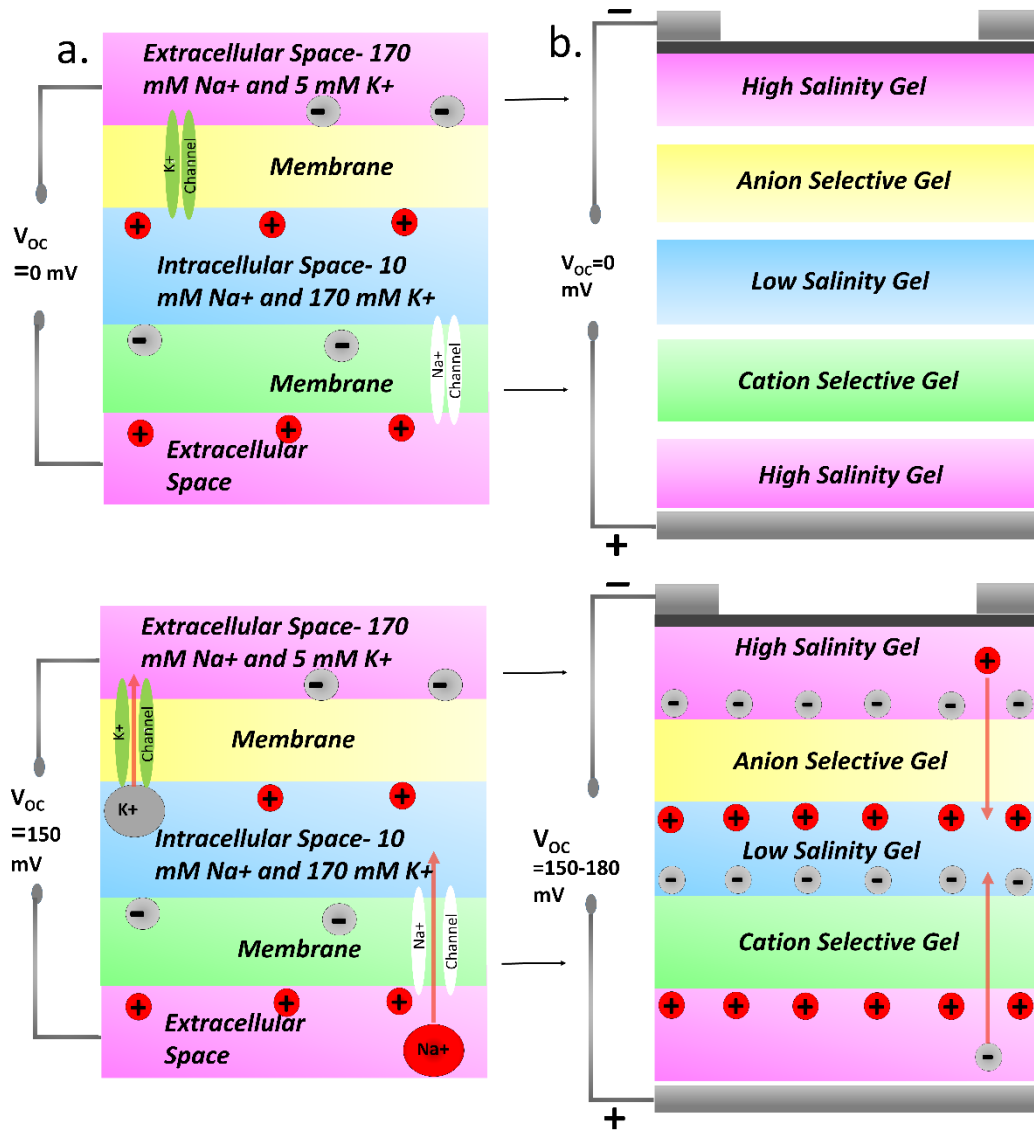 a.
Extracellular Space- 170
mM Na+ and 5 mM K+
-
-
K+
Channel
Membrane
+
+
+
VOC
=0 mV
Intracellular Space- 10
mM Na+ and 170 mM K+
-
-
Na+
Channel
Membrane
+
+
+
Extracellular
Space
b.
−
High Salinity Gel
Anion Selective Gel
VOC=0
mV
Low Salinity Gel
Cation Selective Gel
High Salinity Gel
+
Extracellular Space- 170
mM Na+ and 5 mM K+
-
-
K+
Channel
Membrane
K+
+
+
VOC
=150
mV
Intracellular Space- 10
mM Na+ and 170 mM K+
-
-
Na+
Channel
Membrane
+
+
+
Extracellular
Space
Na+
−
High Salinity Gel
+
- - - - - -
Anion Selective Gel
+ + + + + +
VOC
=150-180
mV
Low Salinity Gel
- - - - - -
Cation Selective Gel
+ + + + + +
-
+